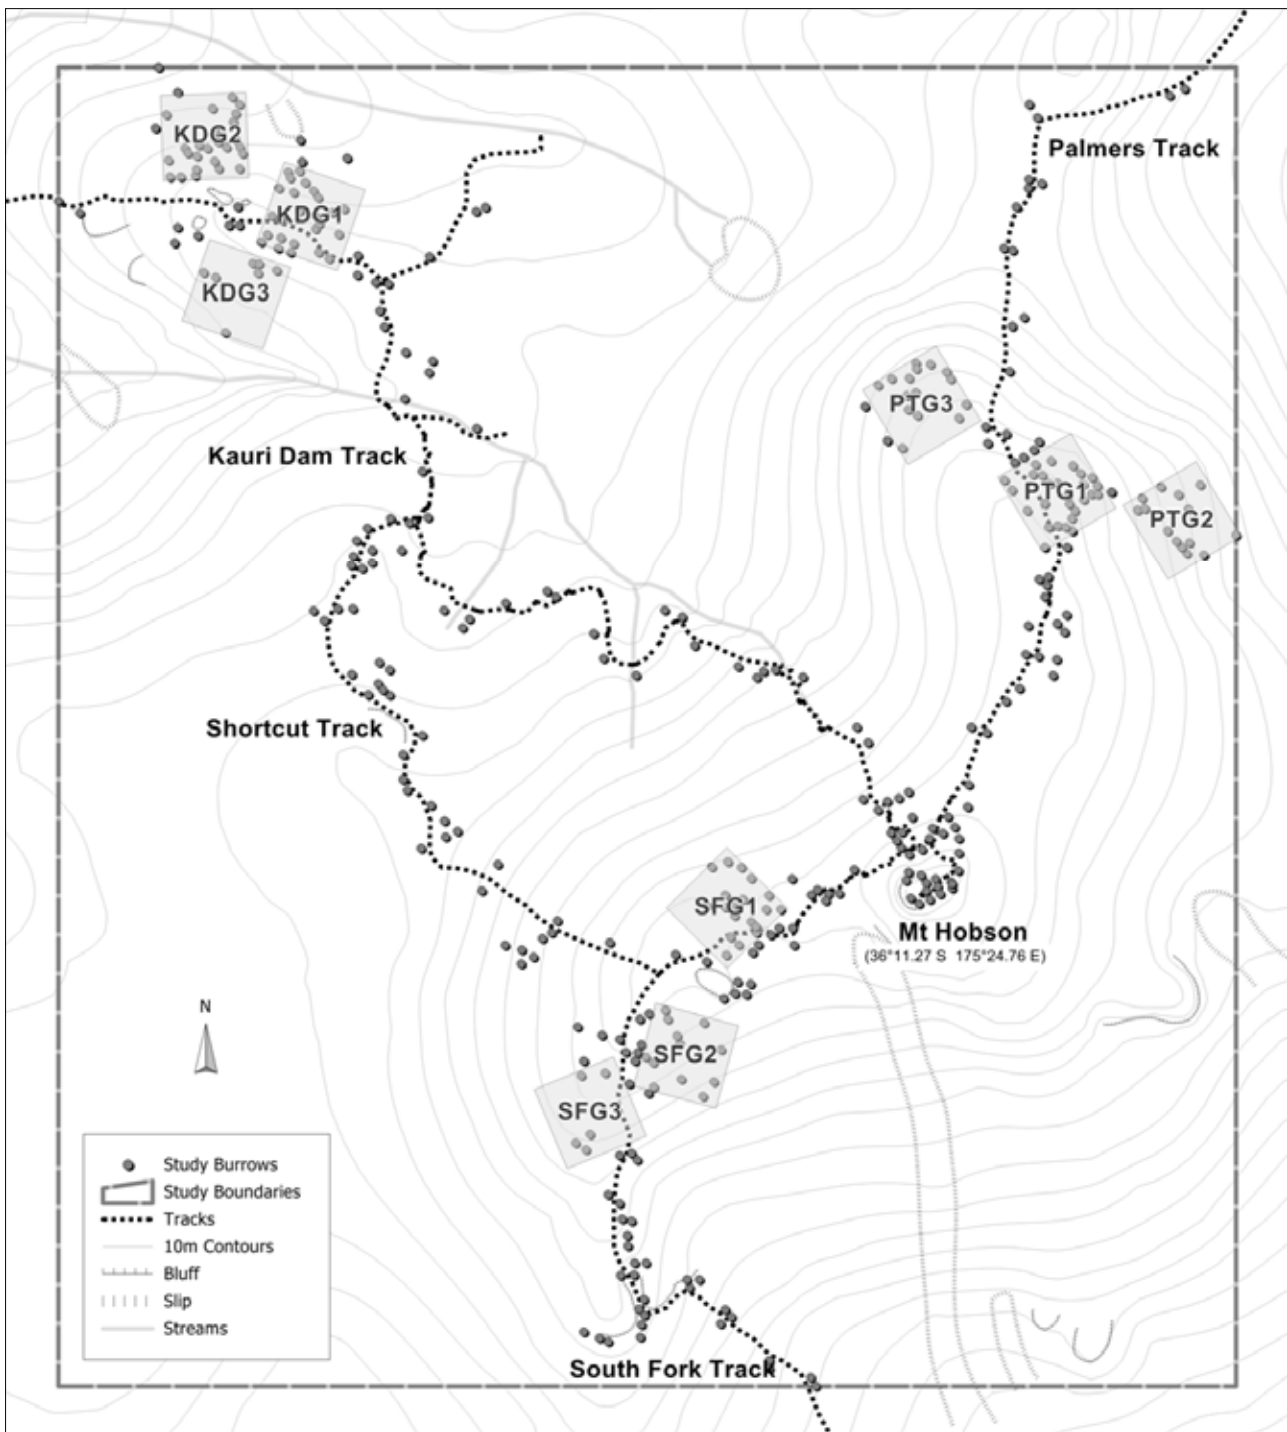 KDG2
Palmers Track
KDG1
KDG3
PTG3
Kauri Dam Track
PTG1
PTG2
Shortcut Track
SFG1
Mt Hobson
(36°11.27 S 175°24.76 E)
N
SFG2
SFG3
Study Burrows
Study Boundaries
Tracks
10m Contours
Bluff
Slip
Streams
South Fork Track